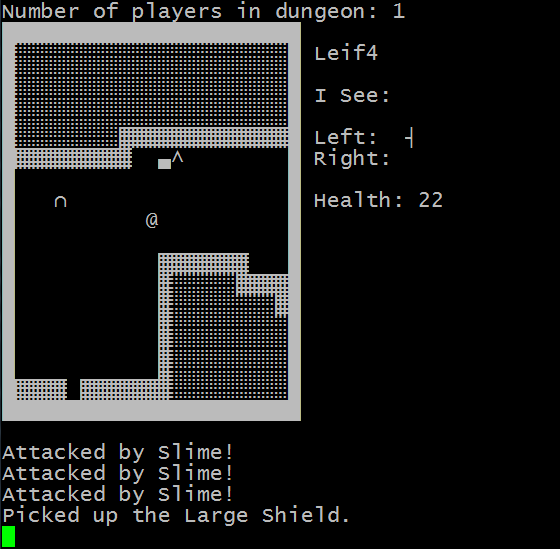 Number of players in dungeon: 1
Leif4
I See:
Left: ┤
Right:
Health: 22
Attacked by Slime!
Attacked by Slime!
Attacked by Slime!
Picked up the Large Shield.